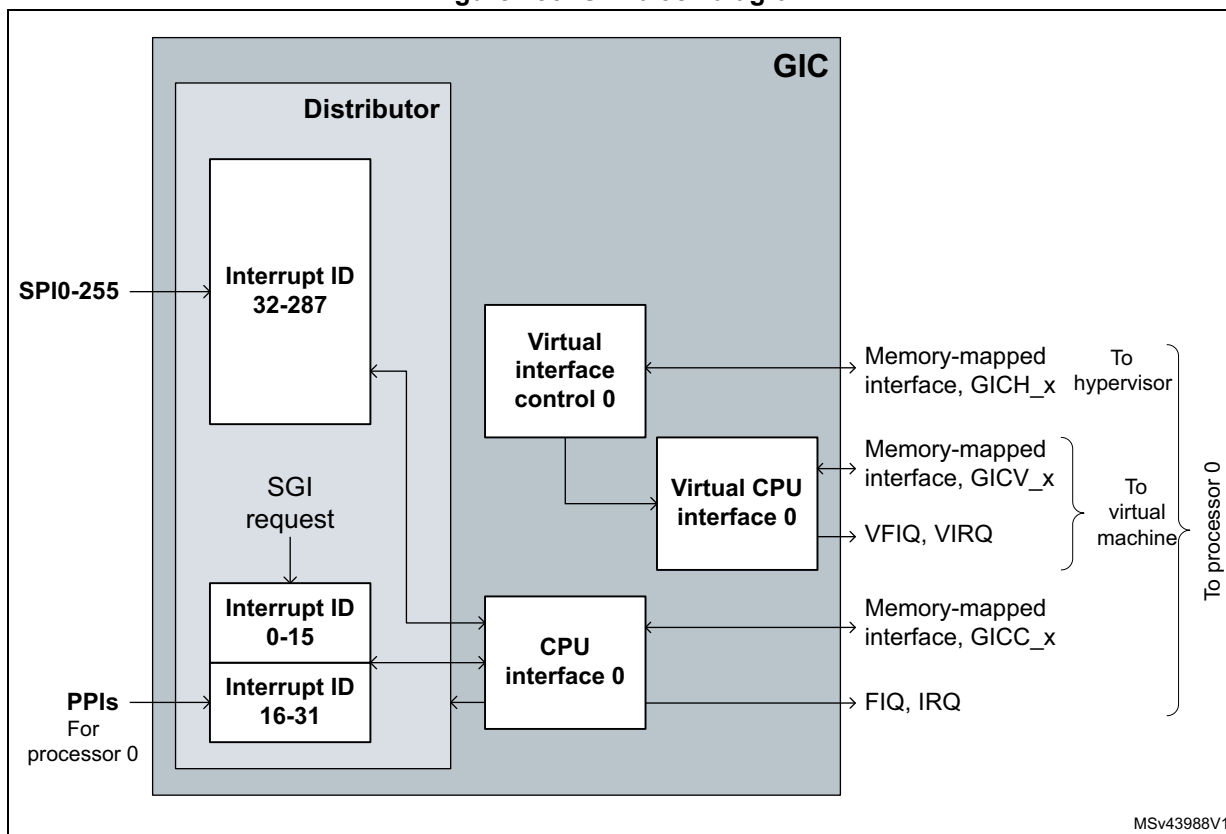 GIC
Distributor
Interrupt ID
32-287
SPI0-255
Virtual
interface
control 0
Memory-mapped
interface, GICH_x
To
hypervisor
Memory-mapped
interface, GICV_x
Virtual CPU
interface 0
VFIQ, VIRQ
To
virtual
machine
To processor 0
SGI
request
Interrupt ID
0-15
Interrupt ID
16-31
CPU
interface 0
Memory-mapped
interface, GICC_x
FIQ, IRQ
PPIs
For
processor 0
MSv43988V1